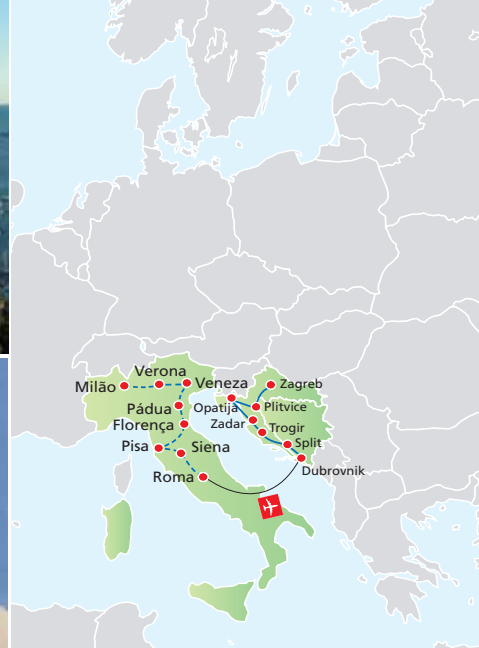 Verona
Milão
Veneza
Zagreb
Pádua
Opatija
Plitvice
Florença
Zadar
Trogir
Pisa
Siena
Split
Roma
Dubrovnik